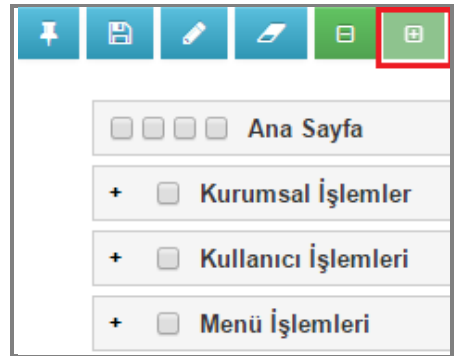 Ana Sayfa
+ Kurumsal İşlemler
+ Kullanıcı İşlemleri
+ Menü İşlemleri